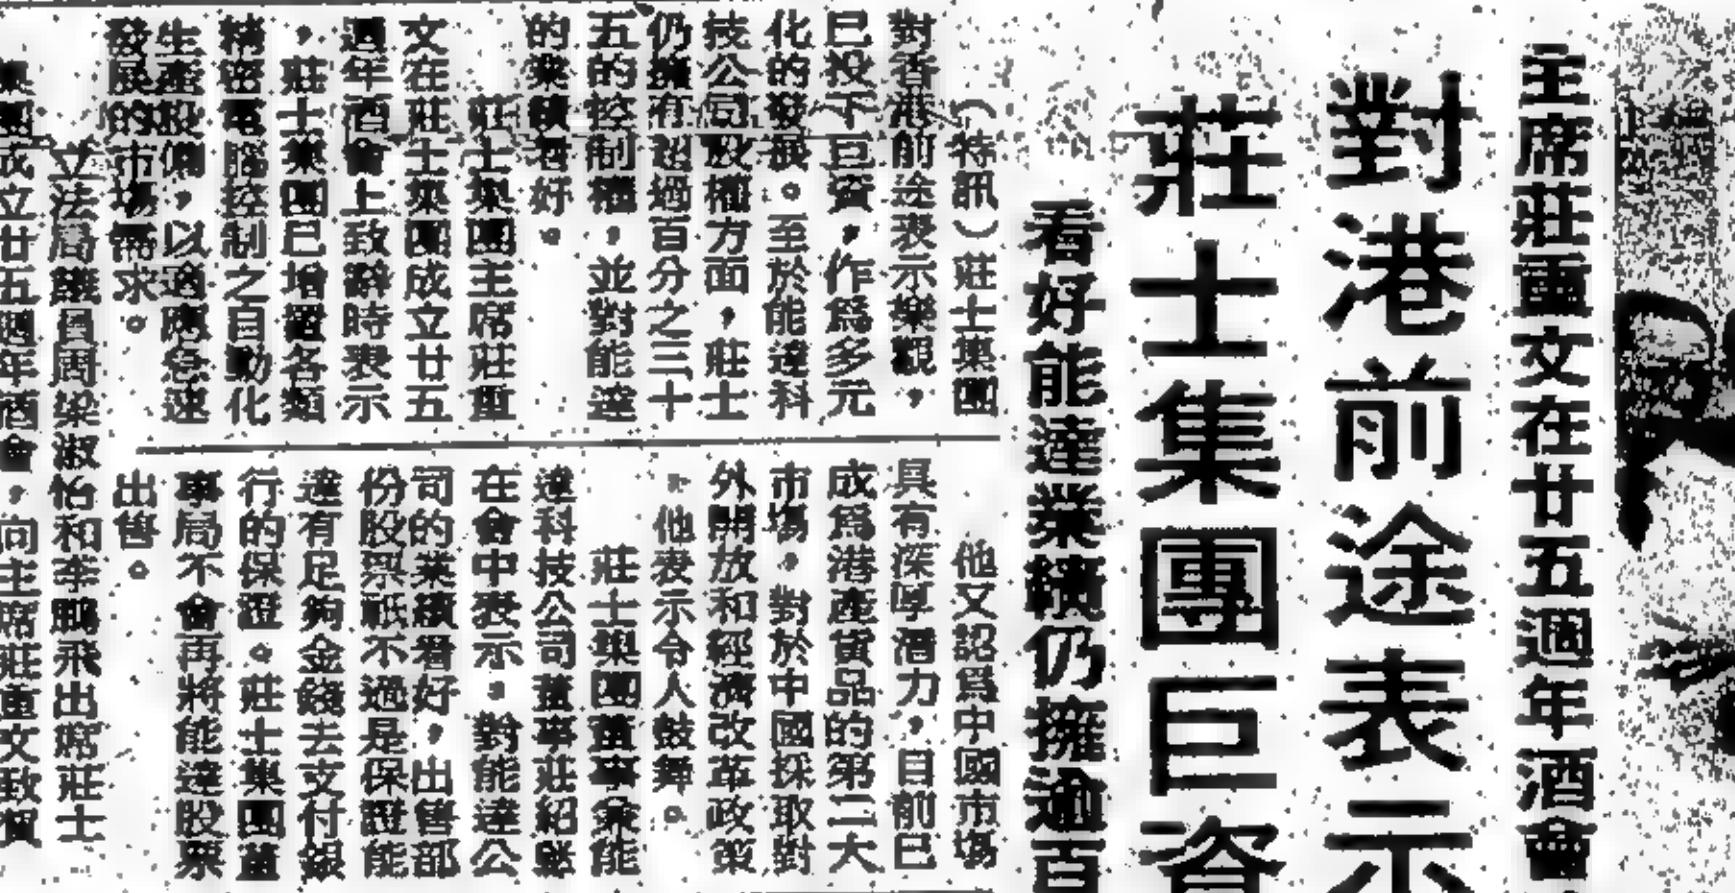 主席莊重文在廿五週年酒會
對港前途表示
莊士集團巨資
看好能達業績仍擁逾百
（特訊）莊士集團
對香港前途表示樂觀，
已投下巨資，作爲多元
化的發展。至於能達科
技公司股權方面，莊士
仍擁有超過百分之三十
五的控制權，並對能達
的業績看好。
莊士集團主席莊重
文在莊士集團成立廿五
週年酒會上致辭時表示
，莊士集團已增置各類
精密電腦控制之自動化
生產設備，以適應急速
發展的市場需求。
他又認爲中國市場
具有深厚潛力，目前已
成爲港產貨品的第二大
市場。對於中國採取對
外開放和經濟改革政策
，他表示令人鼓舞。
莊士集團董事兼能
達科技公司董事莊紹
在會中表示。對能達公
司的業績看好，出售部
份股票祇不過是保證能
達有足夠金錢去支付銀
行的保證。莊士集團董
事局不會再將能達股票
出售。
立法局議員周梁淑怡和李鵬飛出席莊士
集團成立廿五週年酒會，向主席莊重文致賀